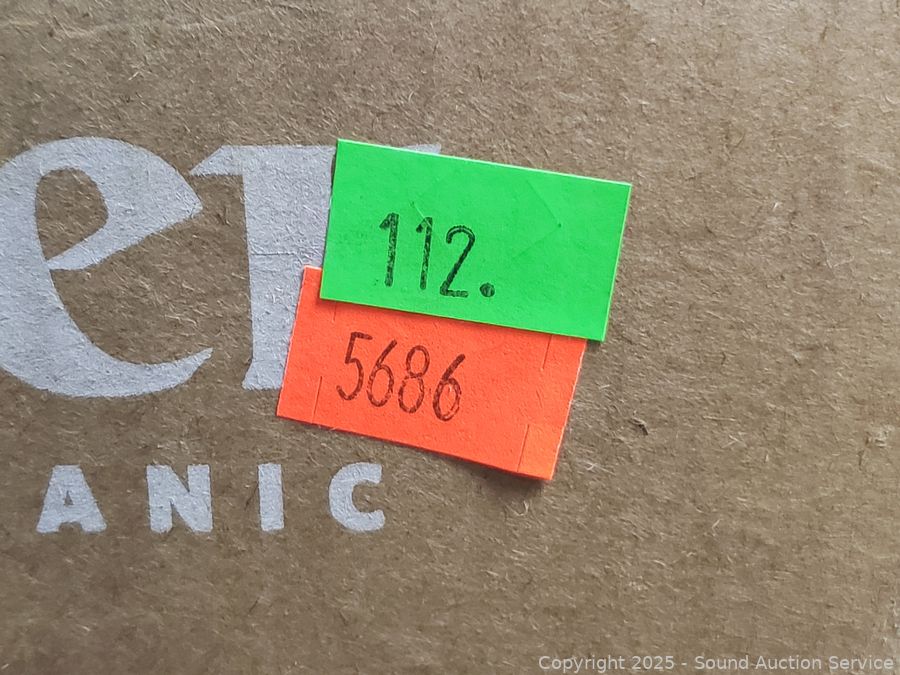 er
112.
5686
ANIC
Copyright 2025 - Sound Auction Service